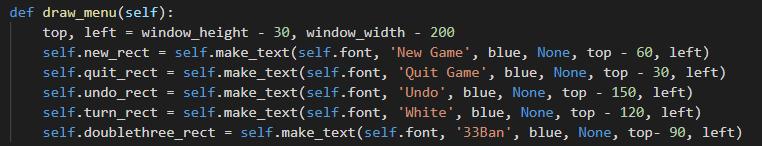 def draw_menu(self):
    top, left = window_height - 30, window_width - 200
    self.new_rect = self.make_text(self.font, 'New Game', blue, None, top - 60, left)
    self.quit_rect = self.make_text(self.font, 'Quit Game', blue, None, top - 30, left)
    self.undo_rect = self.make_text(self.font, 'Undo', blue, None, top - 150, left)
    self.turn_rect = self.make_text(self.font, 'White', blue, None, top - 120, left)
    self.doublethree_rect = self.make_text(self.font, '33Ban', blue, None, top- 90, left)